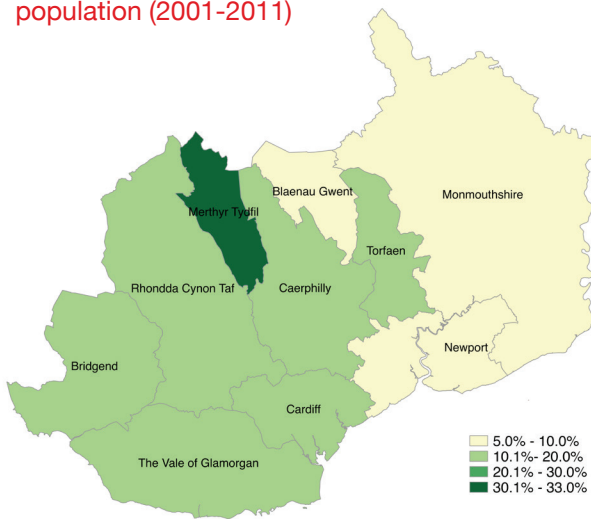 population (2001-2011)
Blaenau Gwent
Monmouthshire
Merthyr Tydfil
Torfaen
Rhondda Cynon Taf
Caerphilly
Newport
Bridgend
Cardiff
The Vale of Glamorgan
5.0% - 10.0%
10.1%- 20.0%
20.1% - 30.0%
30.1% - 33.0%